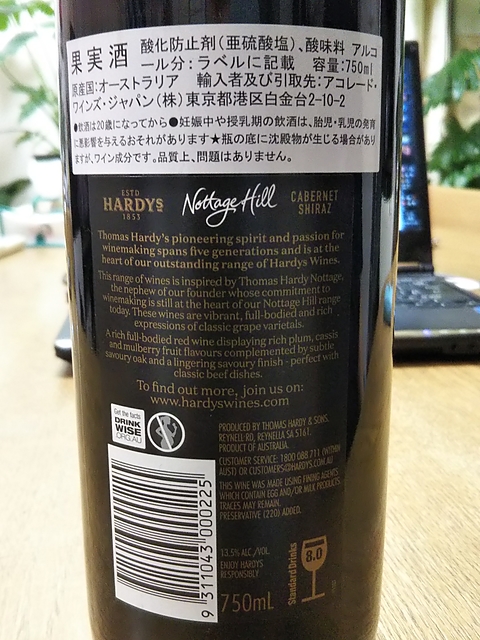 果実酒 酸化防止剤(亜硫酸塩)、酸味料 アルコ
ール分:ラベルに記載 容量:750ml
原産国:オーストラリア 輸入者及び引取先:アコレード・
ワインズ・ジャパン(株)東京都港区白金台2-10-2
●飲酒は20歳になってから●妊娠中や授乳期の飲酒は、胎児・乳児の発育
に悪影響を与えるおそれがあります★瓶の底に沈殿物が生じる場合があり
ますが、ワイン成分です。品質上、問題はありません。
ESTD
HARDYS
1853
Nottage Hill
CABERNET
SHIRAZ
Thomas Hardy's pioneering spirit and passion for
winemaking spans five generations and is at the
heart of our outstanding range of Hardys Wines.
This range of wines is inspired by Thomas Hardy Nottage,
the nephew of our founder whose commitment to
winemaking is still at the heart of our Nottage Hill range
today. These wines are vibrant, full-bodied and rich
expressions of classic grape varietals.
A rich full-bodied red wine displaying rich plum, cassis
and mulberry fruit flavours complemented by subtle
savoury oak and a lingering savoury finish - perfect with
classic beef dishes.
To find out more, join us on:
www.hardyswines.com
Get the facts
DRINK
WISE
.ORG.AU
PRODUCED BY THOMAS HARDY & SONS,
REYNELL RD, REYNELLA SA 5161.
PRODUCT OF AUSTRALIA.
CUSTOMER SERVICE: 1800 088 711 (WITHIN
AUST) OR CUSTOMERS@HARDYS.COM.AU
THIS WINE WAS MADE USING FINING AGENTS
WHICH CONTAIN EGG AND/OR MILK PRODUCTS.
TRACES MAY REMAIN.
PRESERVATIVE (220) ADDED.
13.5% ALC./VOL.
ENJOY HARDYS
RESPONSIBLY
750mL
Standard Drinks
8.0
9 311043 000225